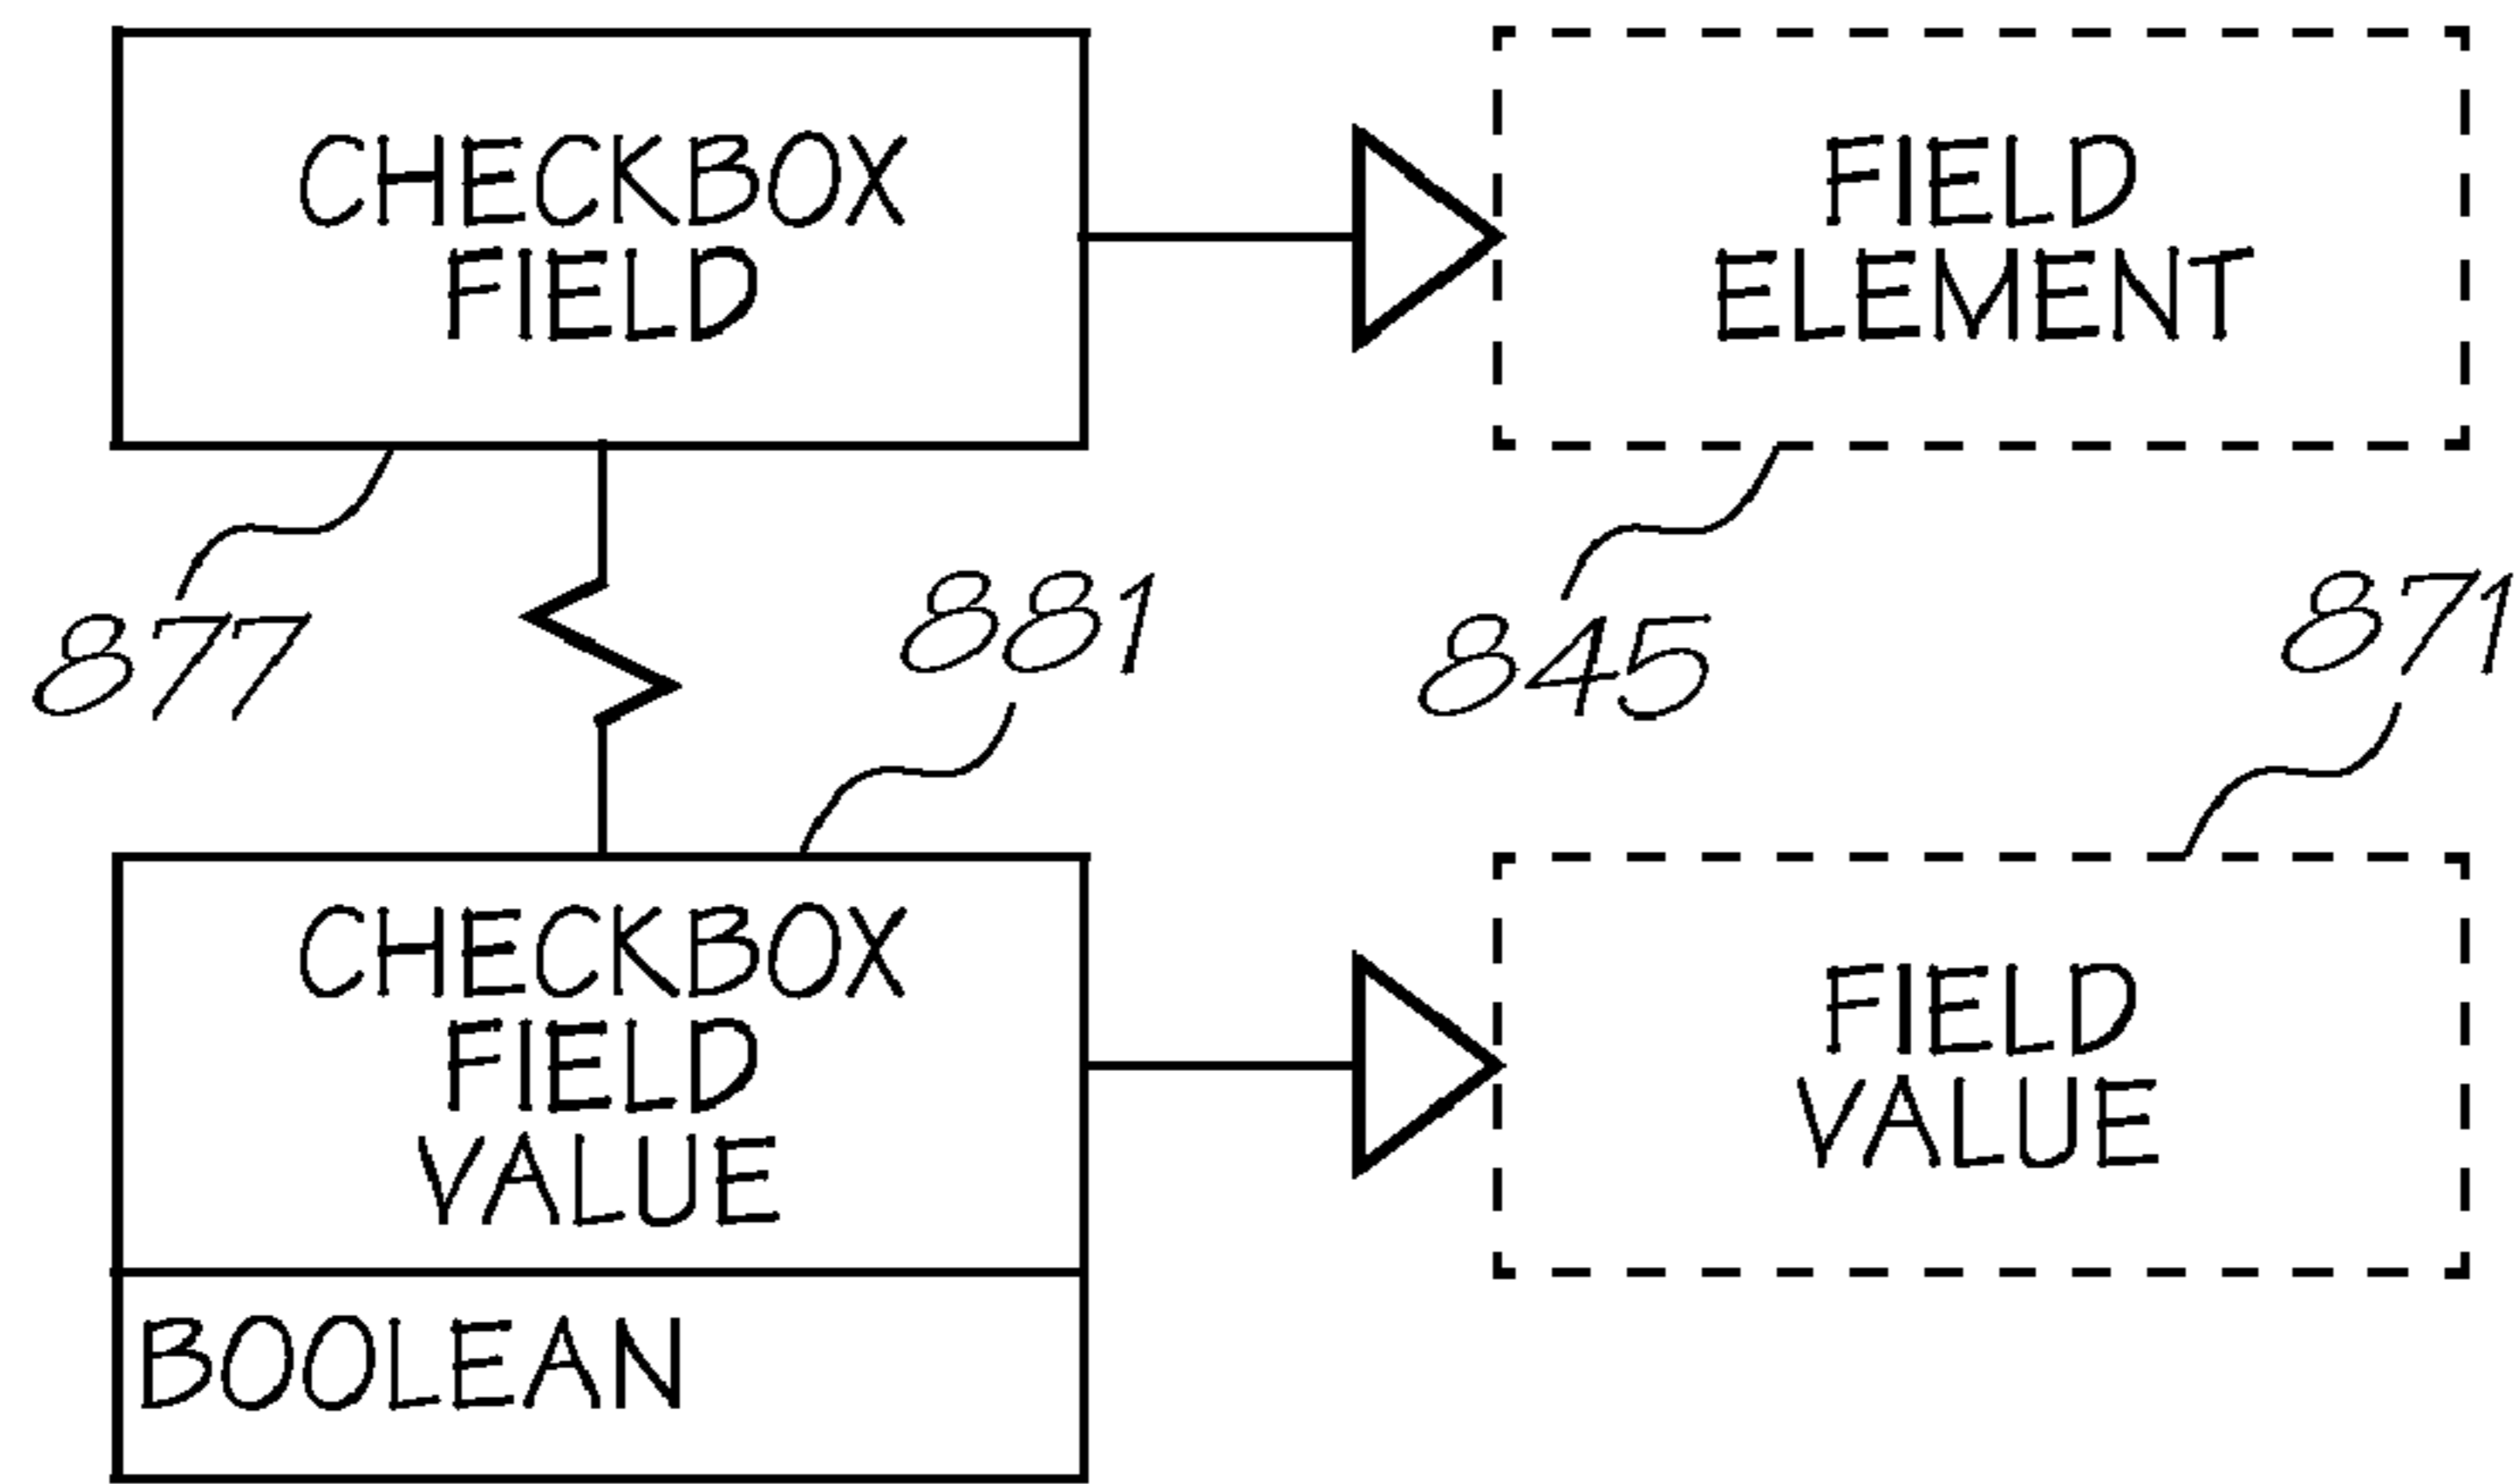 CHECKBOX
FIELD
FIELD
ELEMENT
877
881
845
871
CHECKBOX
FIELD
VALUE
FIELD
VALUE
BOOLEAN